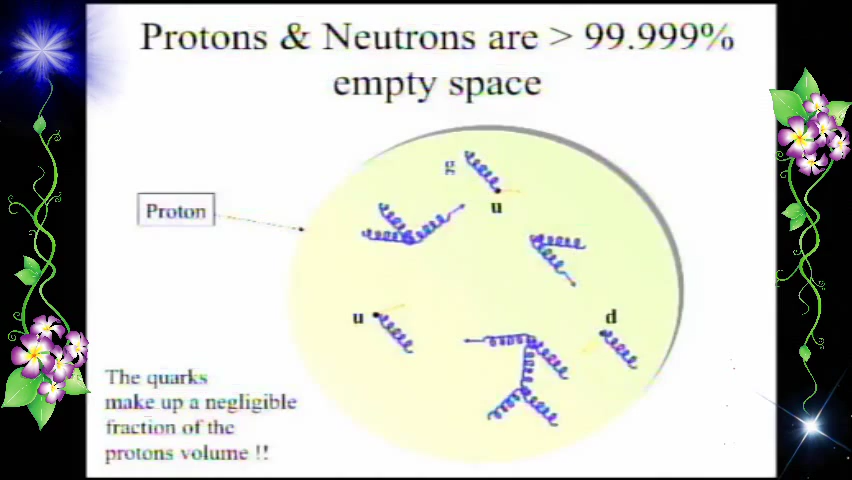 Protons & Neutrons are > 99.999%
empty space
g
u
Proton
u
d
The quarks
make up a negligible
fraction of the
protons volume !!